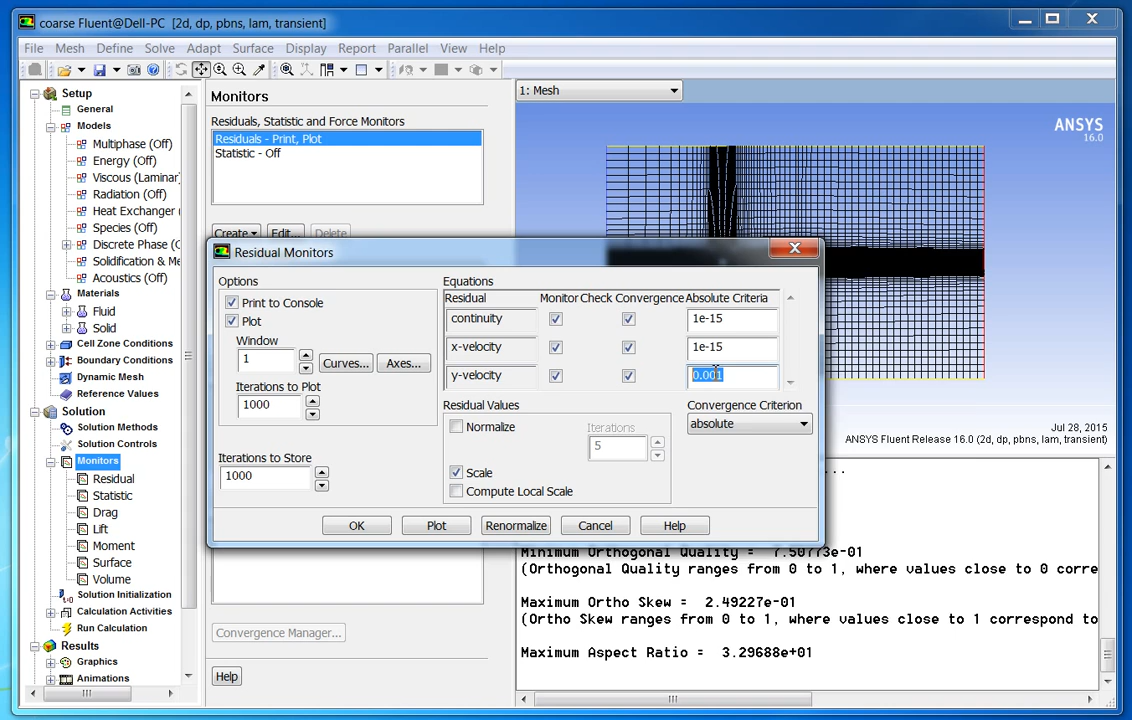 coarse Fluent@Dell-PC [2d, dp, pbns, lam, transient]
File Mesh Define Solve Adapt Surface Display Report Parallel View Help
Setup
General
Models
Multiphase (Off)
Energy (Off)
Viscous (Laminar
Radiation (Off)
Heat Exchanger (
Species (Off)
Discrete Phase (O
Solidification & Me
Acoustics (Off)
Materials
Fluid
Solid
Cell Zone Conditions
Boundary Conditions
Dynamic Mesh
Reference Values
Solution
Solution Methods
Solution Controls
Monitors
Residual
Statistic
Drag
Lift
Moment
Surface
Volume
Solution Initialization
Calculation Activities
Run Calculation
Results
Graphics
Animations
Monitors
Residuals, Statistic and Force Monitors
Residuals - Print, Plot
Statistic - Off
Create Edit... Delete
Convergence Manager...
Help
1: Mesh
ANSYS
16.0
Jul 28, 2015
ANSYS Fluent Release 16.0 (2d, dp, pbns, lam, transient)
Residual Monitors
Options
Print to Console
Plot
Window
1
Curves... Axes...
Iterations to Plot
1000
Iterations to Store
1000
Equations
Residual Monitor Check Convergence Absolute Criteria
continuity 1e-15
x-velocity 1e-15
y-velocity 0.001
Residual Values
Normalize
Iterations
5
Scale
Compute Local Scale
Convergence Criterion
absolute
OK Plot Renormalize Cancel Help
...
Minimum Orthogonal Quality = 7.50773e-01
(Orthogonal Quality ranges from 0 to 1, where values close to 0 corre
Maximum Ortho Skew = 2.49227e-01
(Ortho Skew ranges from 0 to 1, where values close to 1 correspond to
Maximum Aspect Ratio = 3.29688e+01